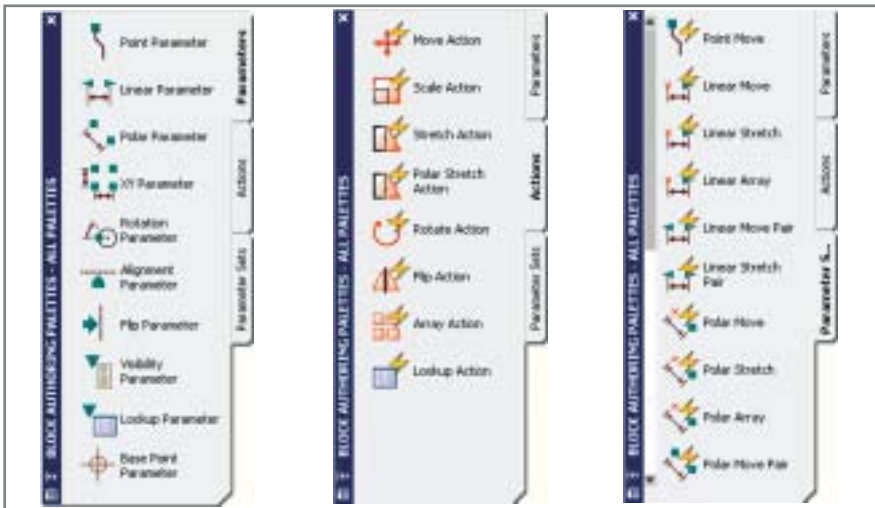 BLOCK AUTHORING PALETTES - ALL PALETTES
Point Parameter
Linear Parameter
Polar Parameter
XY Parameter
Rotation
Parameter
Alignment
Parameter
Flip Parameter
Visibility
Parameter
Lookup Parameter
Base Point
Parameter
Parameters
Actions
Parameter Sets
BLOCK AUTHORING PALETTES - ALL PALETTES
Move Action
Scale Action
Stretch Action
Polar Stretch
Action
Rotate Action
Flip Action
Array Action
Lookup Action
Parameters
Actions
Parameter Sets
BLOCK AUTHORING PALETTES - ALL PALETTES
Point Move
Linear Move
Linear Stretch
Linear Array
Linear Move Pair
Linear Stretch
Pair
Polar Move
Polar Stretch
Polar Array
Polar Move Pair
Parameters
Actions
Parameter S...